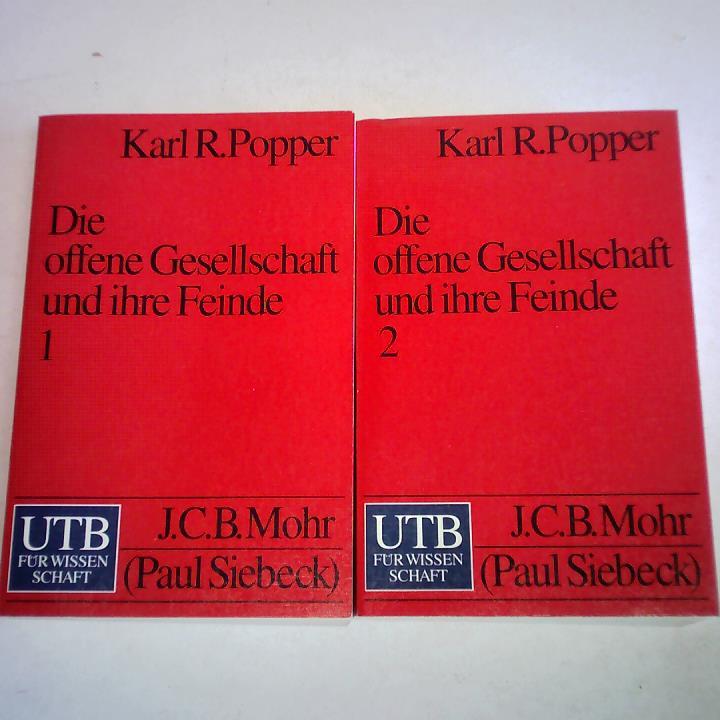 Karl R.Popper
Die
offene Gesellschaft
und ihre Feinde
1
UTB
FÜR WISSEN
SCHAFT
J.C.B.Mohr
(Paul Siebeck)
Karl R.Popper
Die
offene Gesellschaft
und ihre Feinde
2
UTB
FÜR WISSEN
SCHAFT
J.C.B.Mohr
(Paul Siebeck)